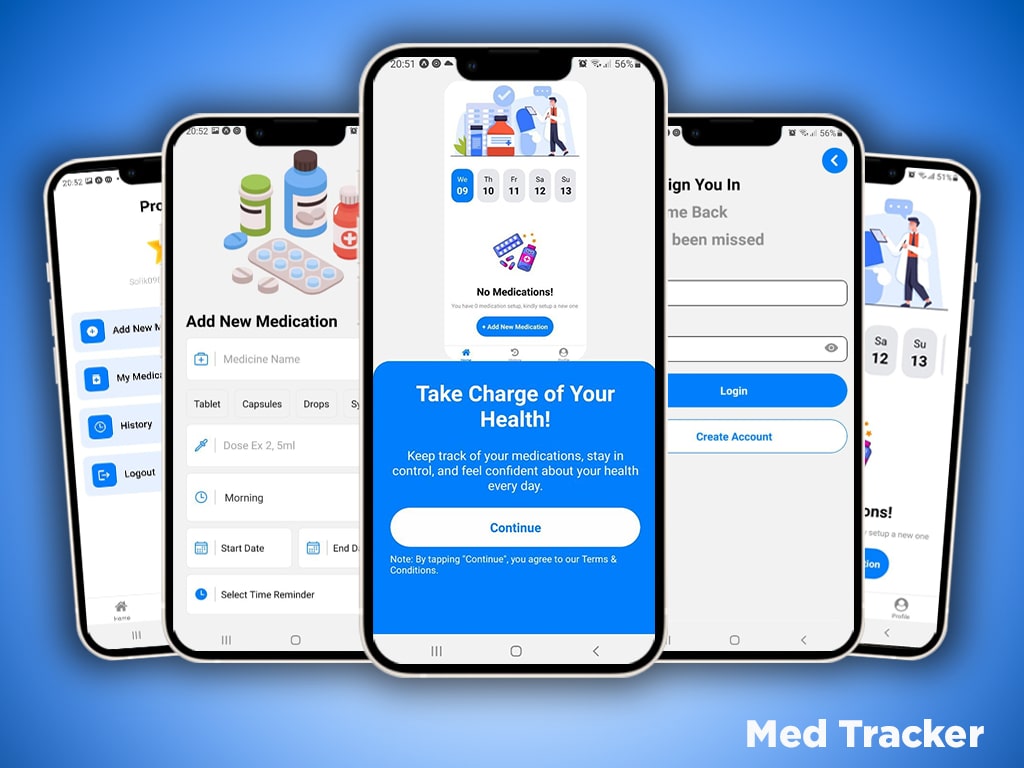 20:52
Pro
Add New M
My Medica
History
Logout
Home
20:52
Add New Medication
Medicine Name
Tablet Capsules Drops Sy
Dose Ex 2, 5ml
Morning
Start Date End Da
Select Time Reminder
20:51 56%
We Th Fr Sa Su
09 10 11 12 13
No Medications!
You have 0 medication setup, kindly setup a new one
+ Add New Medication
Home History Profile
Take Charge of Your
Health!
Keep track of your medications, stay in
control, and feel confident about your health
every day.
Continue
Note: By tapping "Continue", you agree to our Terms &
Conditions.
56%
ign You In
me Back
been missed
Login
Create Account
51%
Sa Su
12 13
ons!
setup a new one
tion
Profile
Med Tracker